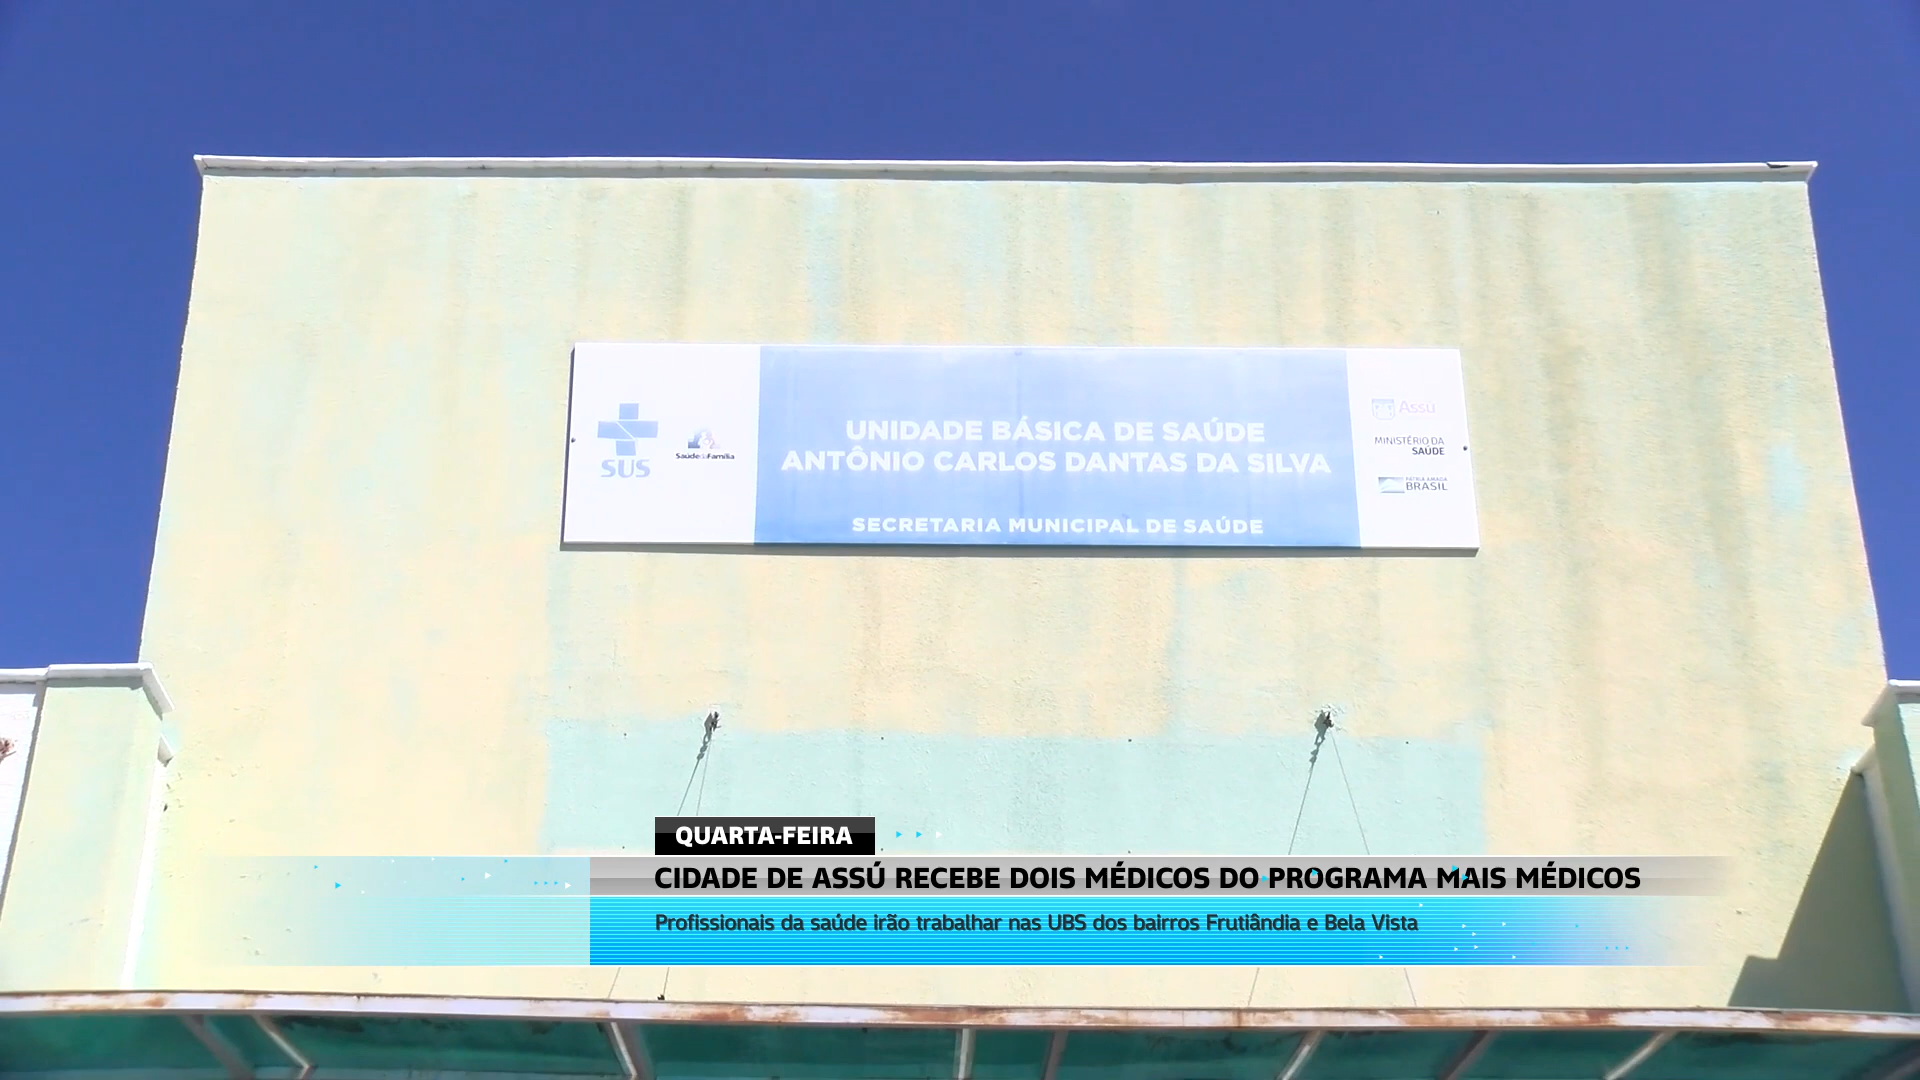 SUS
Saúde da Família
UNIDADE BÁSICA DE SAÚDE
ANTÔNIO CARLOS DANTAS DA SILVA
SECRETARIA MUNICIPAL DE SAÚDE
Assú
MINISTÉRIO DA
SAÚDE
PÁTRIA AMADA
BRASIL
QUARTA-FEIRA
CIDADE DE ASSÚ RECEBE DOIS MÉDICOS DO PROGRAMA MAIS MÉDICOS
Profissionais da saúde irão trabalhar nas UBS dos bairros Frutiândia e Bela Vista